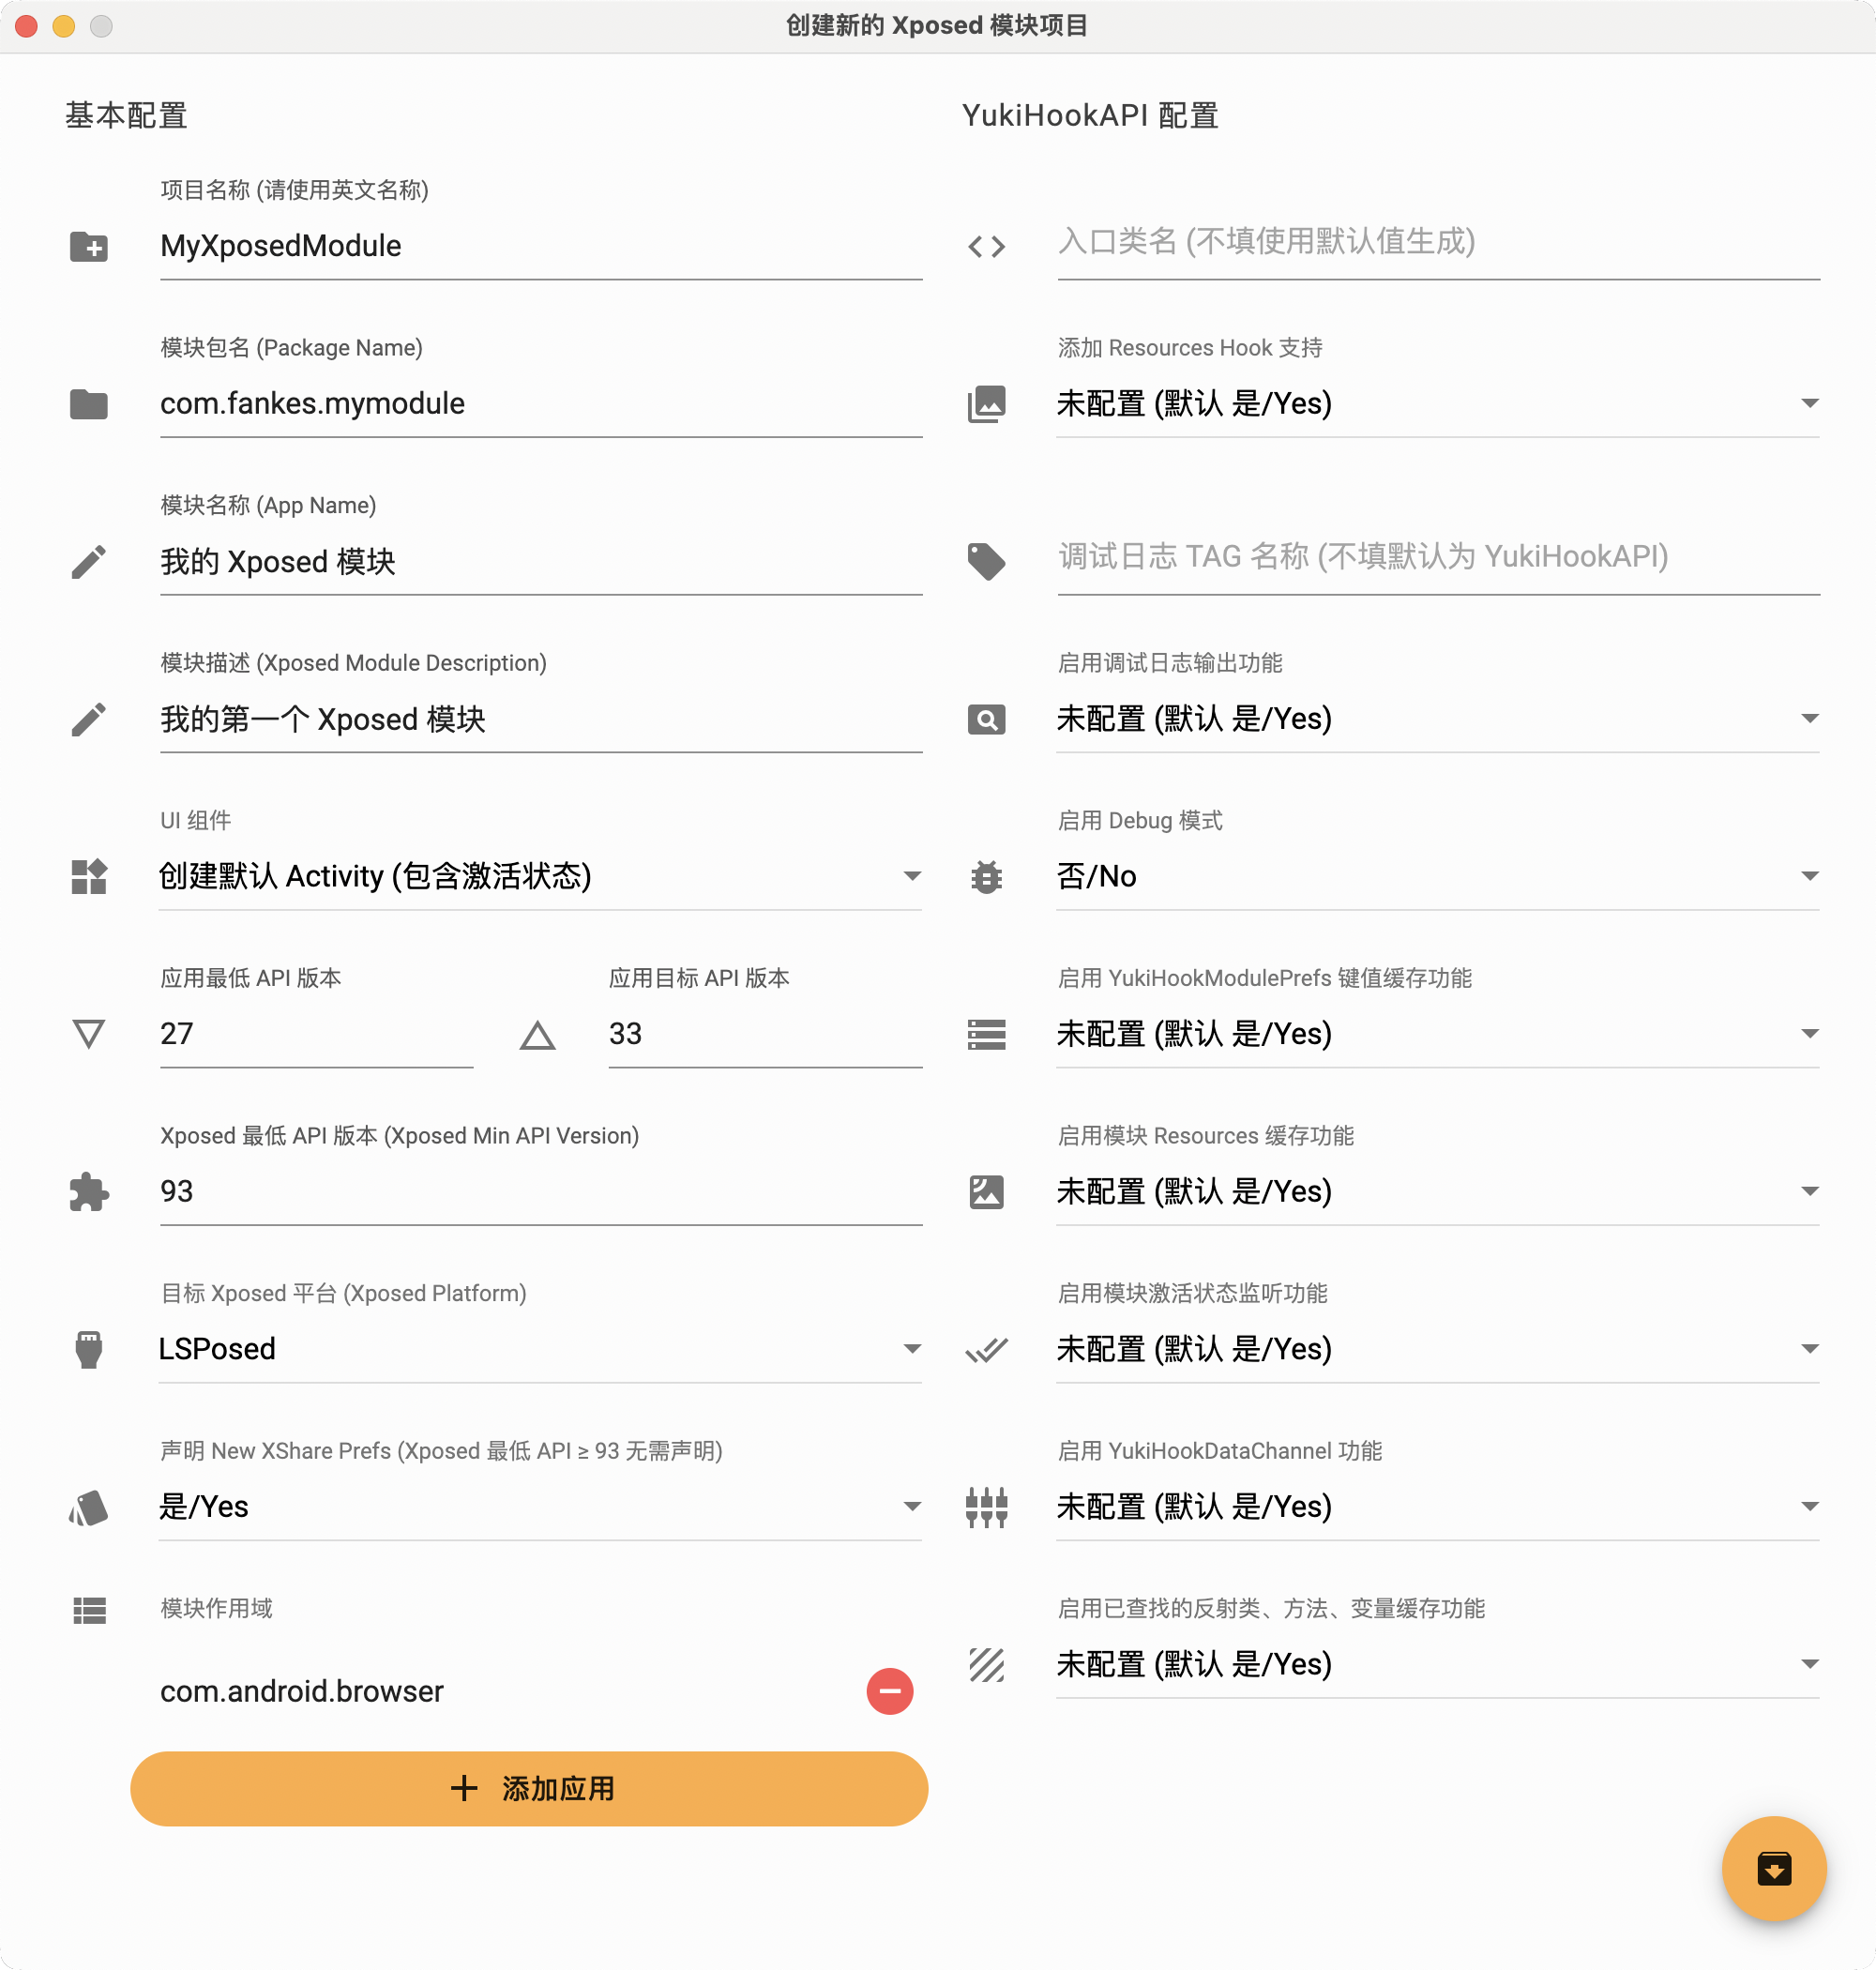 创建新的 Xposed 模块项目
基本配置
项目名称 (请使用英文名称)
MyXposedModule
模块包名 (Package Name)
com.fankes.mymodule
模块名称 (App Name)
我的 Xposed 模块
模块描述 (Xposed Module Description)
我的第一个 Xposed 模块
UI 组件
创建默认 Activity (包含激活状态)
应用最低 API 版本
27
应用目标 API 版本
33
Xposed 最低 API 版本 (Xposed Min API Version)
93
目标 Xposed 平台 (Xposed Platform)
LSPosed
声明 New XShare Prefs (Xposed 最低 API ≥ 93 无需声明)
是/Yes
模块作用域
com.android.browser
添加应用
YukiHookAPI 配置
入口类名 (不填使用默认值生成)
添加 Resources Hook 支持
未配置 (默认 是/Yes)
调试日志 TAG 名称 (不填默认为 YukiHookAPI)
启用调试日志输出功能
未配置 (默认 是/Yes)
启用 Debug 模式
否/No
启用 YukiHookModulePrefs 键值缓存功能
未配置 (默认 是/Yes)
启用模块 Resources 缓存功能
未配置 (默认 是/Yes)
启用模块激活状态监听功能
未配置 (默认 是/Yes)
启用 YukiHookDataChannel 功能
未配置 (默认 是/Yes)
启用已查找的反射类、方法、变量缓存功能
未配置 (默认 是/Yes)